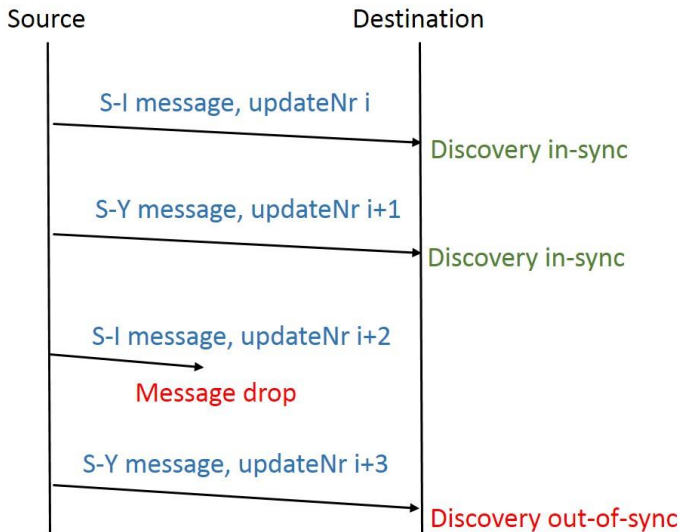 Source
Destination
S-I message, updateNr i
Discovery in-sync
S-Y message, updateNr i+1
Discovery in-sync
S-I message, updateNr i+2
Message drop
S-Y message, updateNr i+3
Discovery out-of-sync